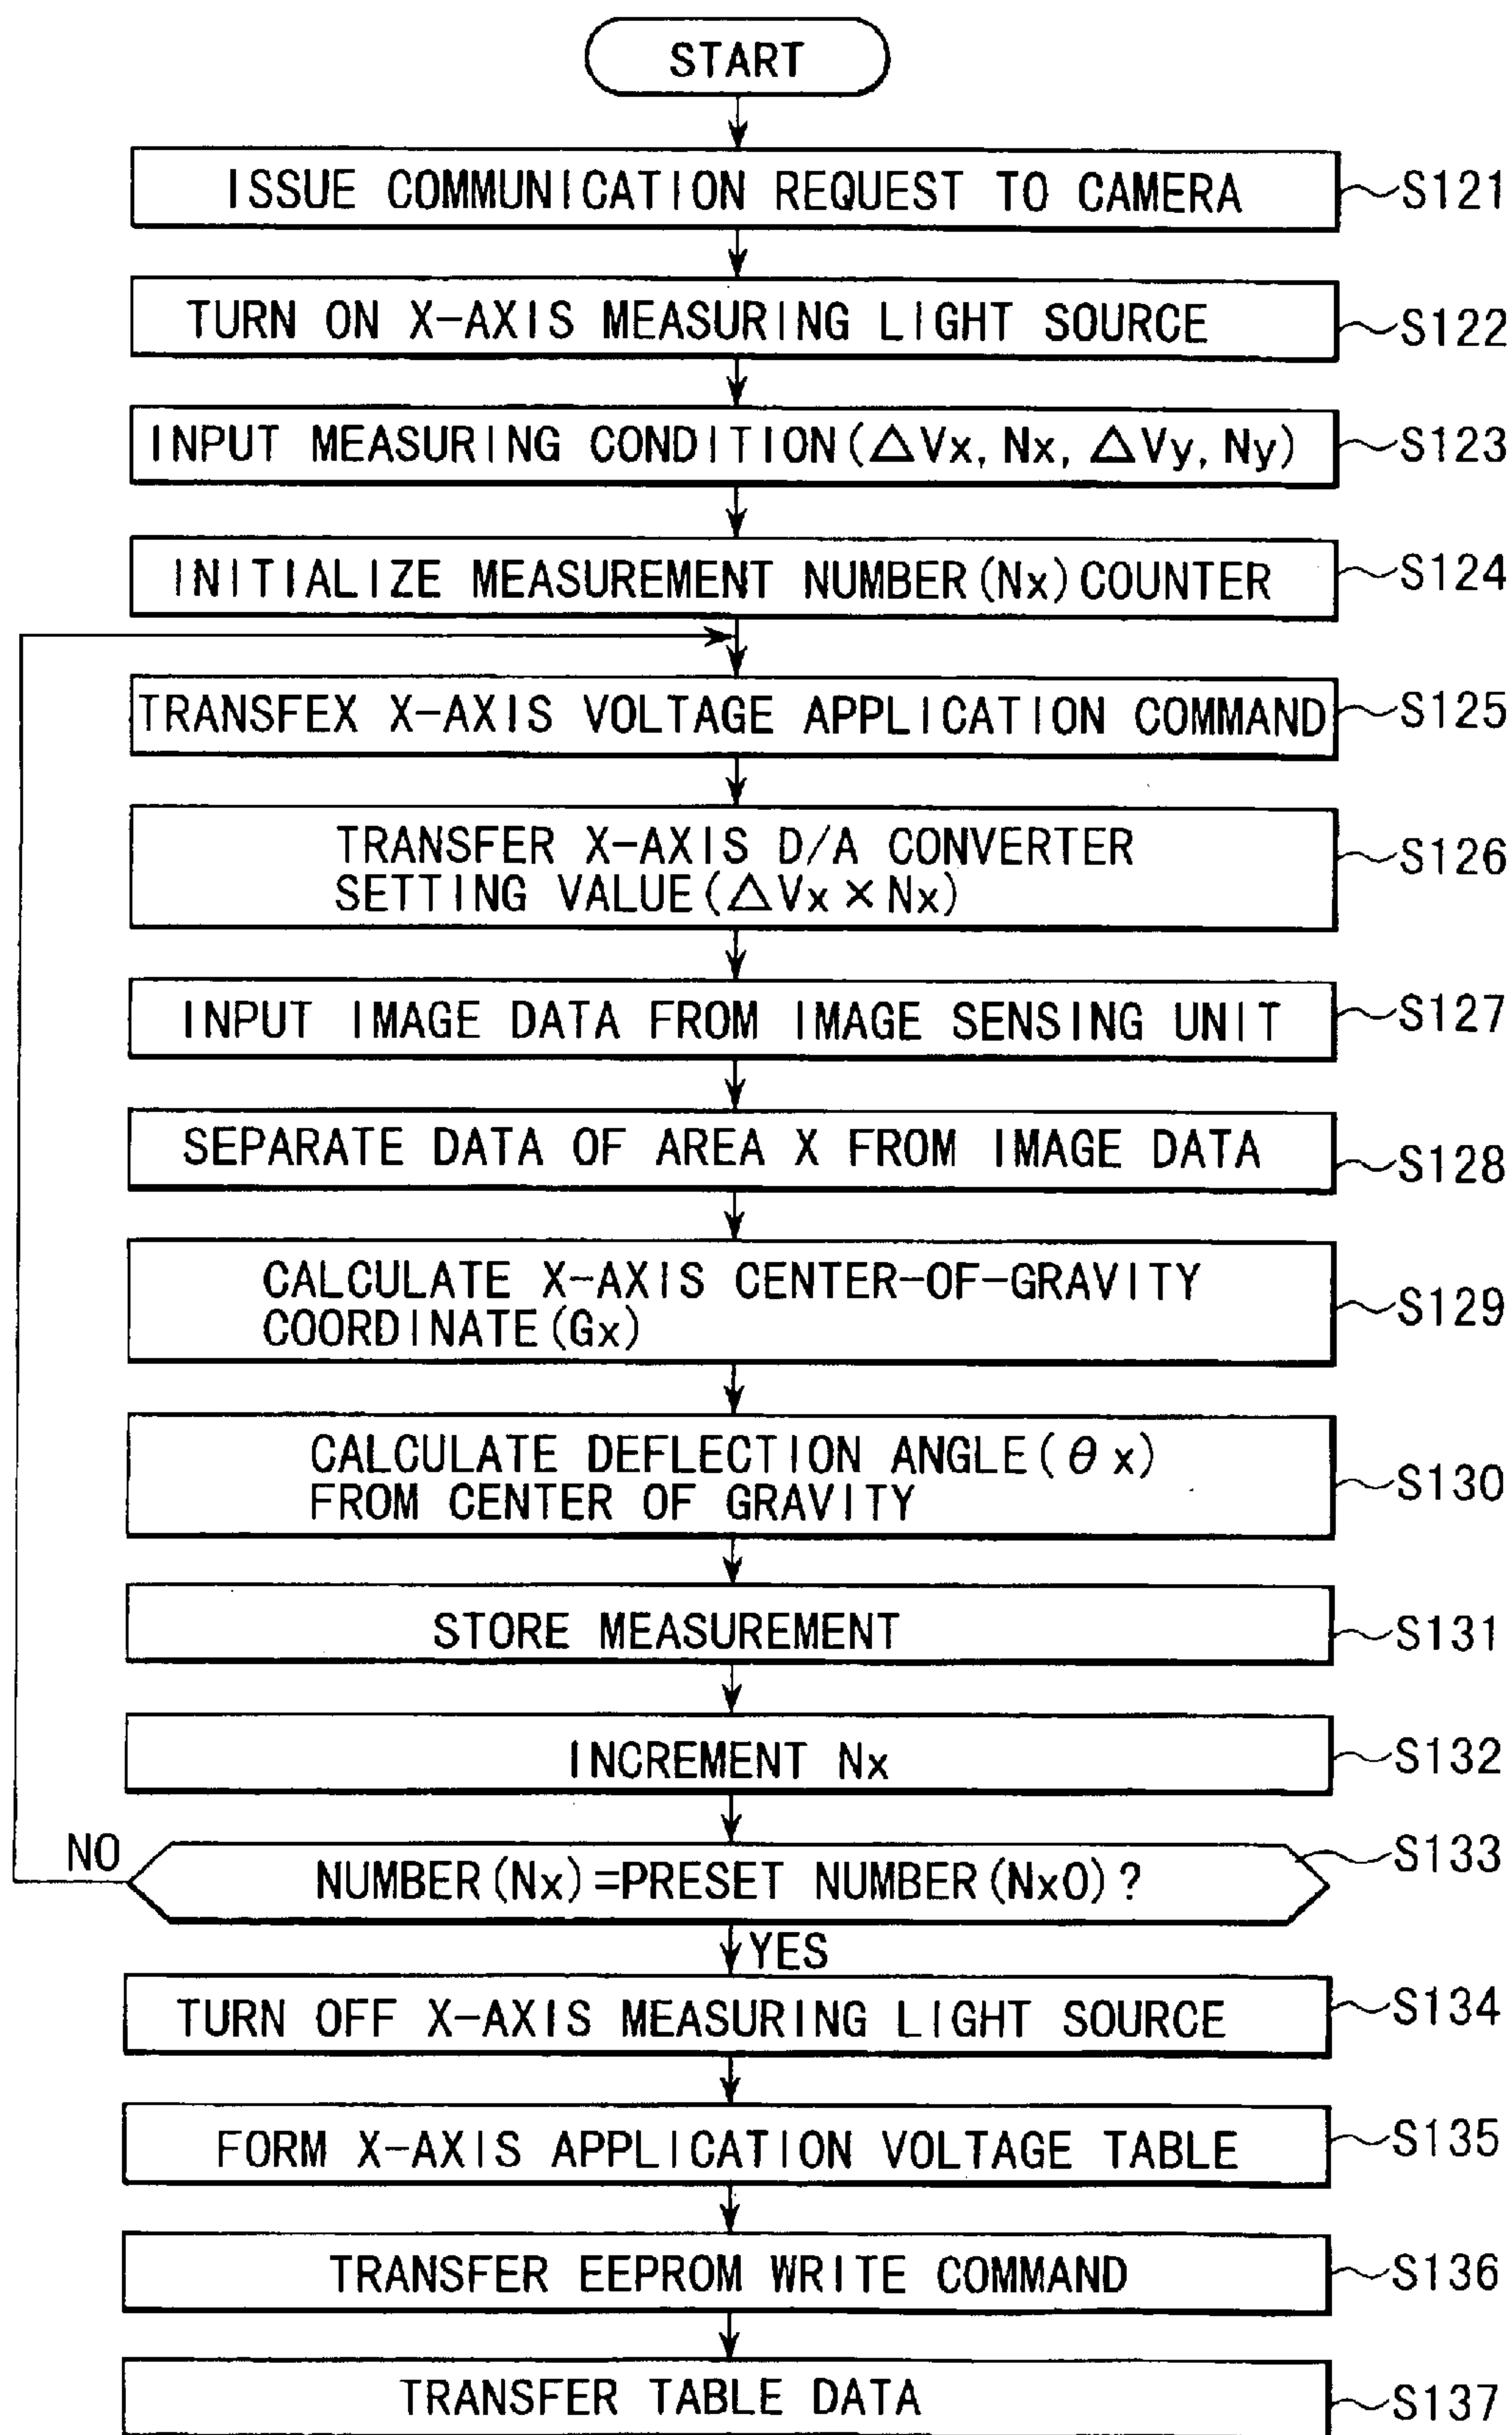 START
ISSUE COMMUNICATION REQUEST TO CAMERA
S121
TURN ON X-AXIS MEASURING LIGHT SOURCE
S122
INPUT MEASURING CONDITION(△Vx, Nx, △Vy, Ny)
S123
INITIALIZE MEASUREMENT NUMBER(Nx)COUNTER
S124
TRANSFEX X-AXIS VOLTAGE APPLICATION COMMAND
S125
TRANSFER X-AXIS D/A CONVERTER
SETTING VALUE(△Vx×Nx)
S126
INPUT IMAGE DATA FROM IMAGE SENSING UNIT
S127
SEPARATE DATA OF AREA X FROM IMAGE DATA
S128
CALCULATE X-AXIS CENTER-OF-GRAVITY
COORDINATE(Gx)
S129
CALCULATE DEFLECTION ANGLE(θx)
FROM CENTER OF GRAVITY
S130
STORE MEASUREMENT
S131
INCREMENT Nx
S132
NO
NUMBER(Nx)=PRESET NUMBER(Nx0)?
S133
YES
TURN OFF X-AXIS MEASURING LIGHT SOURCE
S134
FORM X-AXIS APPLICATION VOLTAGE TABLE
S135
TRANSFER EEPROM WRITE COMMAND
S136
TRANSFER TABLE DATA
S137